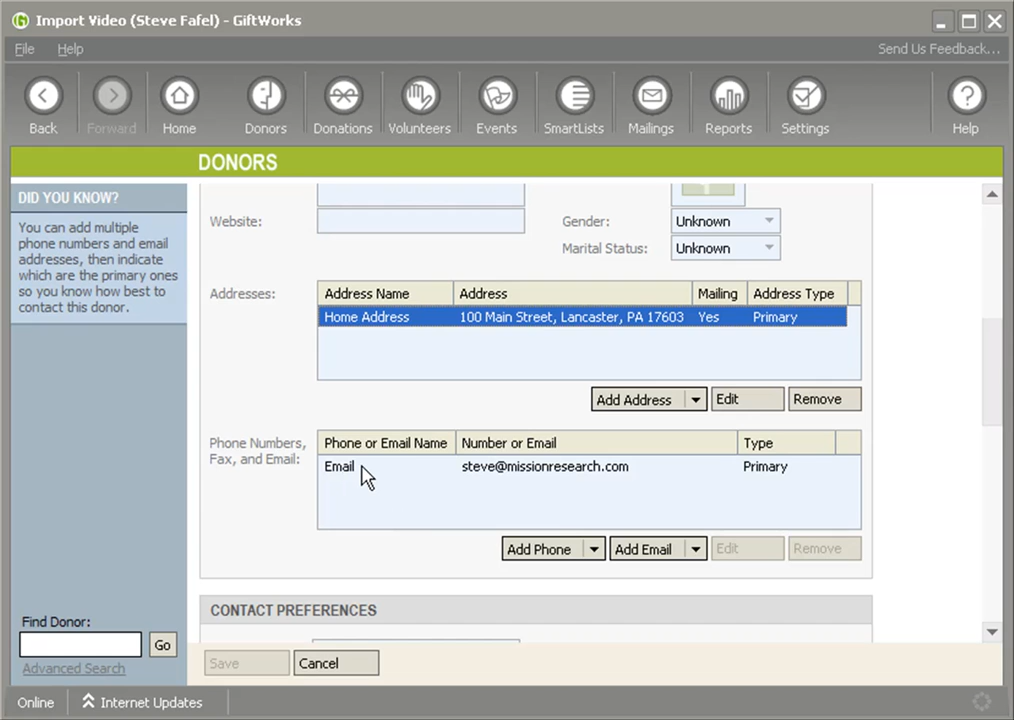 Import Video (Steve Fafel) - GiftWorks
File Help Send Us Feedback...
Back Forward Home Donors Donations Volunteers Events SmartLists Mailings Reports Settings Help
DONORS
DID YOU KNOW?
You can add multiple
phone numbers and email
addresses, then indicate
which are the primary ones
so you know how best to
contact this donor.
Website:
Gender: Unknown
Marital Status: Unknown
Addresses:
Address Name Address Mailing Address Type
Home Address 100 Main Street, Lancaster, PA 17603 Yes Primary
Add Address Edit Remove
Phone Numbers,
Fax, and Email:
Phone or Email Name Number or Email Type
Email steve@missionresearch.com Primary
Add Phone Add Email Edit Remove
CONTACT PREFERENCES
Find Donor:
Go
Advanced Search
Save Cancel
Online Internet Updates